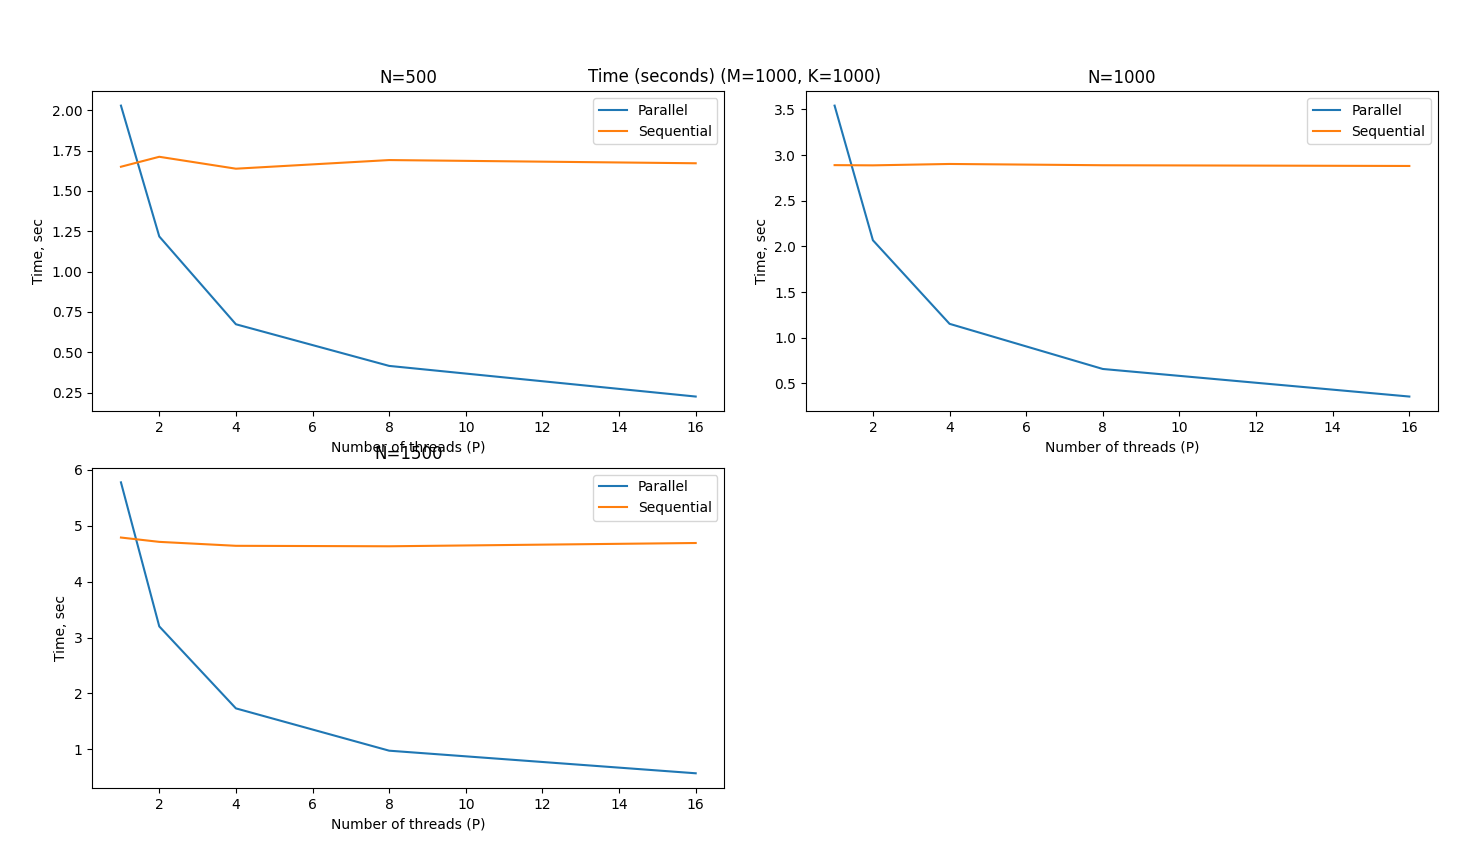 Time (seconds) (M=1000, K=1000)
N=500
Parallel
Sequential
2.00
1.75
1.50
1.25
1.00
0.75
0.50
0.25
Time, sec
2 4 6 8 10 12 14 16
Number of threads (P)
N=1000
Parallel
Sequential
3.5
3.0
2.5
2.0
1.5
1.0
0.5
Time, sec
2 4 6 8 10 12 14 16
Number of threads (P)
N=1500
Parallel
Sequential
6
5
4
3
2
1
Time, sec
2 4 6 8 10 12 14 16
Number of threads (P)